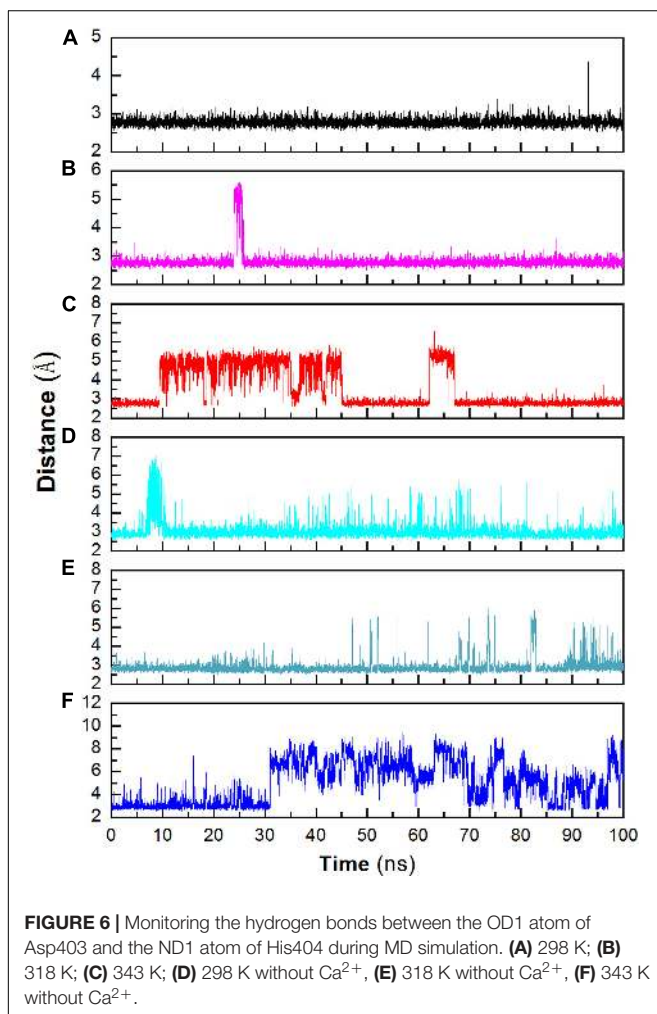 A
5
4
3
2
B
6
5
4
3
2
C
8
7
6
5
4
3
2
D
8
7
6
5
4
3
2
E
8
7
6
5
4
3
2
F
12
10
8
6
4
2
Distance (Å)
0 10 20 30 40 50 60 70 80 90 100
Time (ns)
FIGURE 6 | Monitoring the hydrogen bonds between the OD1 atom of
Asp403 and the ND1 atom of His404 during MD simulation. (A) 298 K; (B)
318 K; (C) 343 K; (D) 298 K without Ca²⁺, (E) 318 K without Ca²⁺, (F) 343 K
without Ca²⁺.